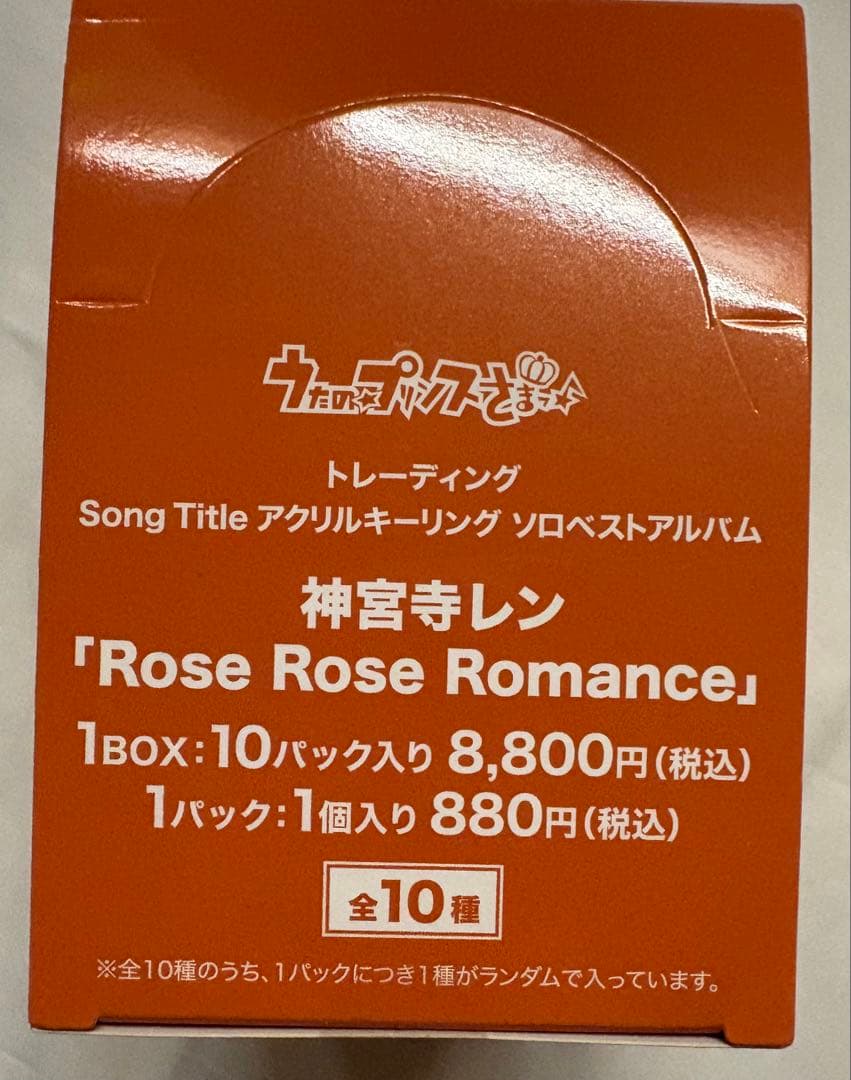 うたの☆プリンスさまっ♪
トレーディング
Song Title アクリルキーリング ソロベストアルバム
神宮寺レン
「Rose Rose Romance」
1BOX:10パック入り 8,800円(税込)
1パック:1個入り 880円(税込)
全10種
※全10種のうち、1パックにつき1種がランダムで入っています。